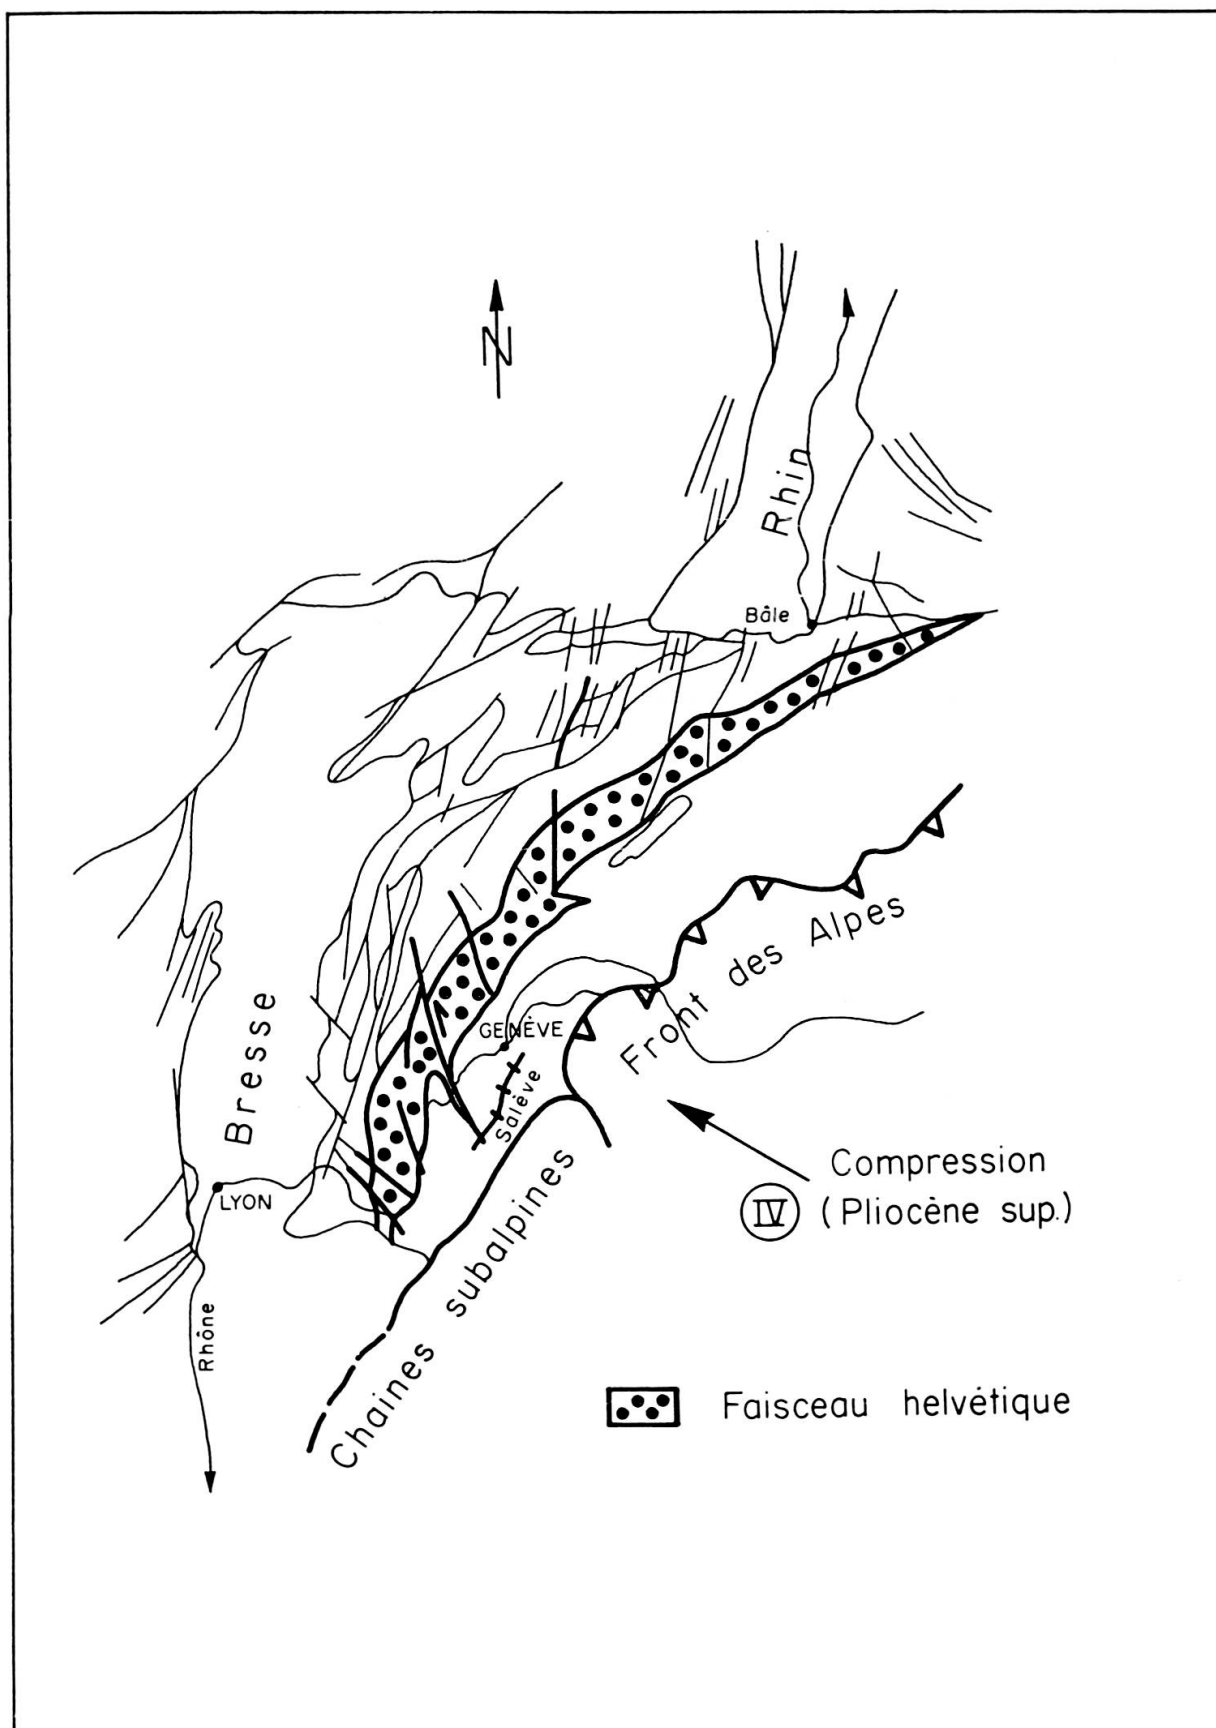 N
Rhin
Bâle
Front des Alpes
GENÈVE
Salève
Bresse
LYON
Compression
IV (Pliocène sup.)
Chaines subalpines
Rhône
Faisceau helvétique